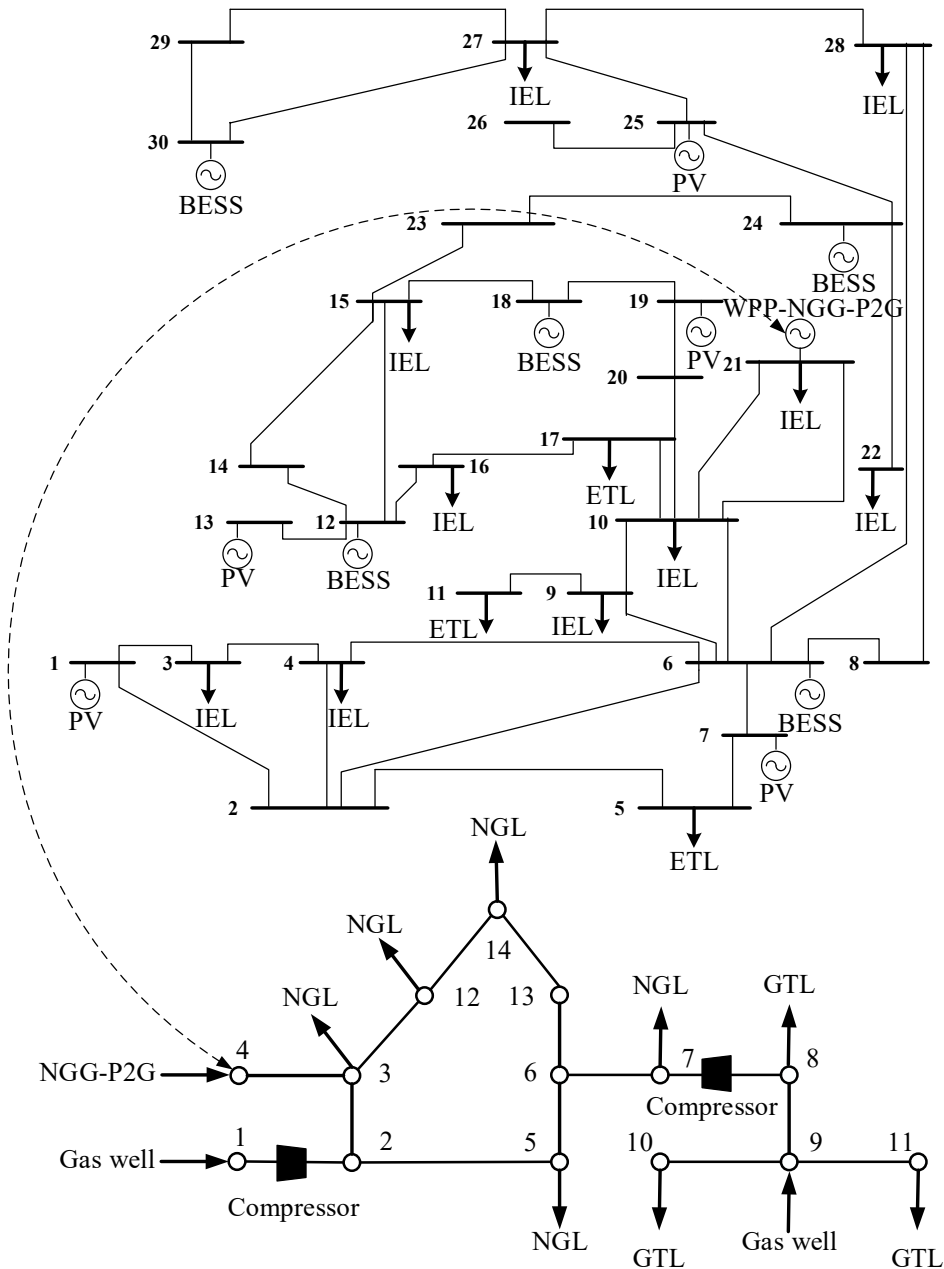 29
27
28
IEL
IEL
26
25
30
PV
BESS
23
24
BESS
WPP-NGG-P2G
15
18
19
IEL
BESS
PV
20
21
IEL
17
14
16
22
ETL
IEL
IEL
13
12
10
PV
BESS
IEL
11
9
ETL
IEL
1
3
4
6
8
PV
IEL
IEL
BESS
7
PV
2
5
ETL
NGL
NGL
14
NGL
12
13
NGL
GTL
4
NGG-P2G
3
6
7
8
Compressor
1
Gas well
2
5
10
9
11
Compressor
NGL
GTL
Gas well
GTL